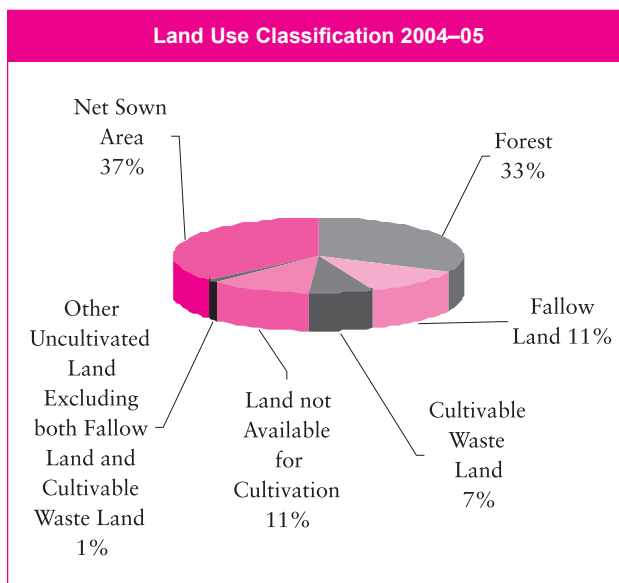 Land Use Classification 2004–05
Net Sown
Area
37%
Forest
33%
Fallow
Land 11%
Cultivable
Waste
Land
7%
Land not
Available
for
Cultivation
11%
Other
Uncultivated
Land
Excluding
both Fallow
Land and
Cultivable
Waste Land
1%